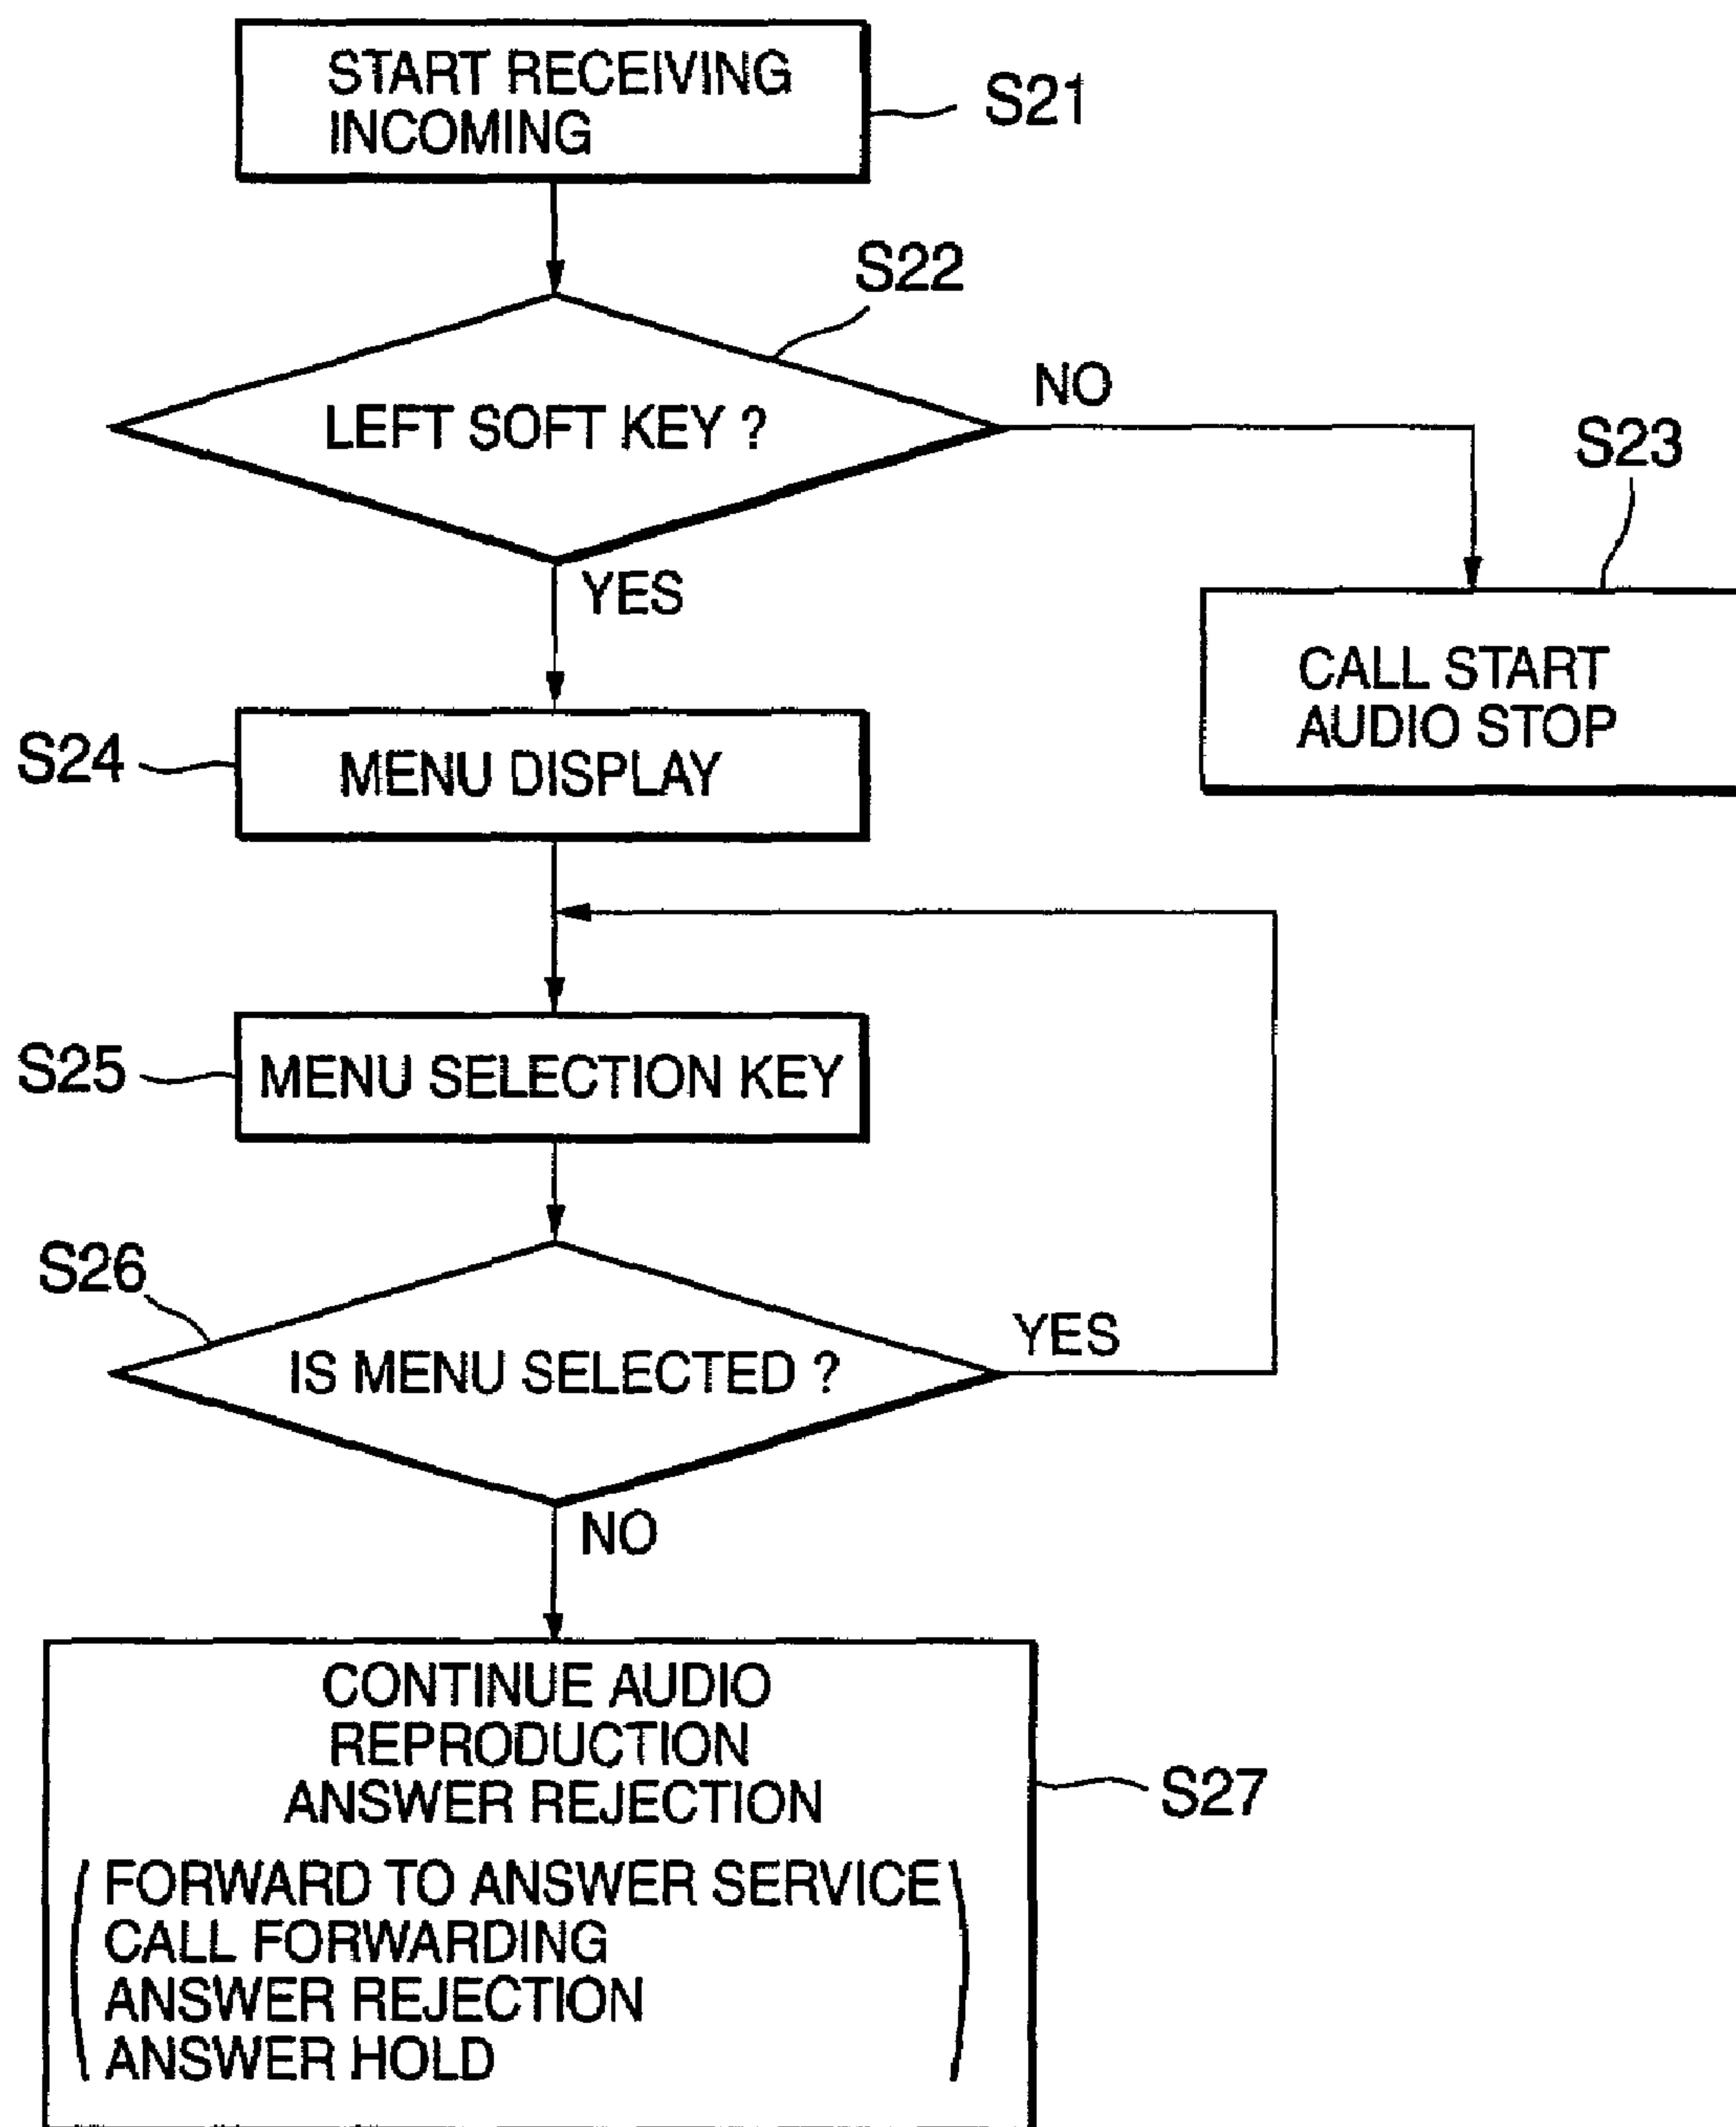 START RECEIVING
INCOMING
S21
S22
LEFT SOFT KEY ?
NO
YES
S23
CALL START
AUDIO STOP
S24
MENU DISPLAY
S25
MENU SELECTION KEY
S26
IS MENU SELECTED ?
YES
NO
CONTINUE AUDIO
REPRODUCTION
ANSWER REJECTION
S27
( FORWARD TO ANSWER SERVICE )
CALL FORWARDING
ANSWER REJECTION
ANSWER HOLD